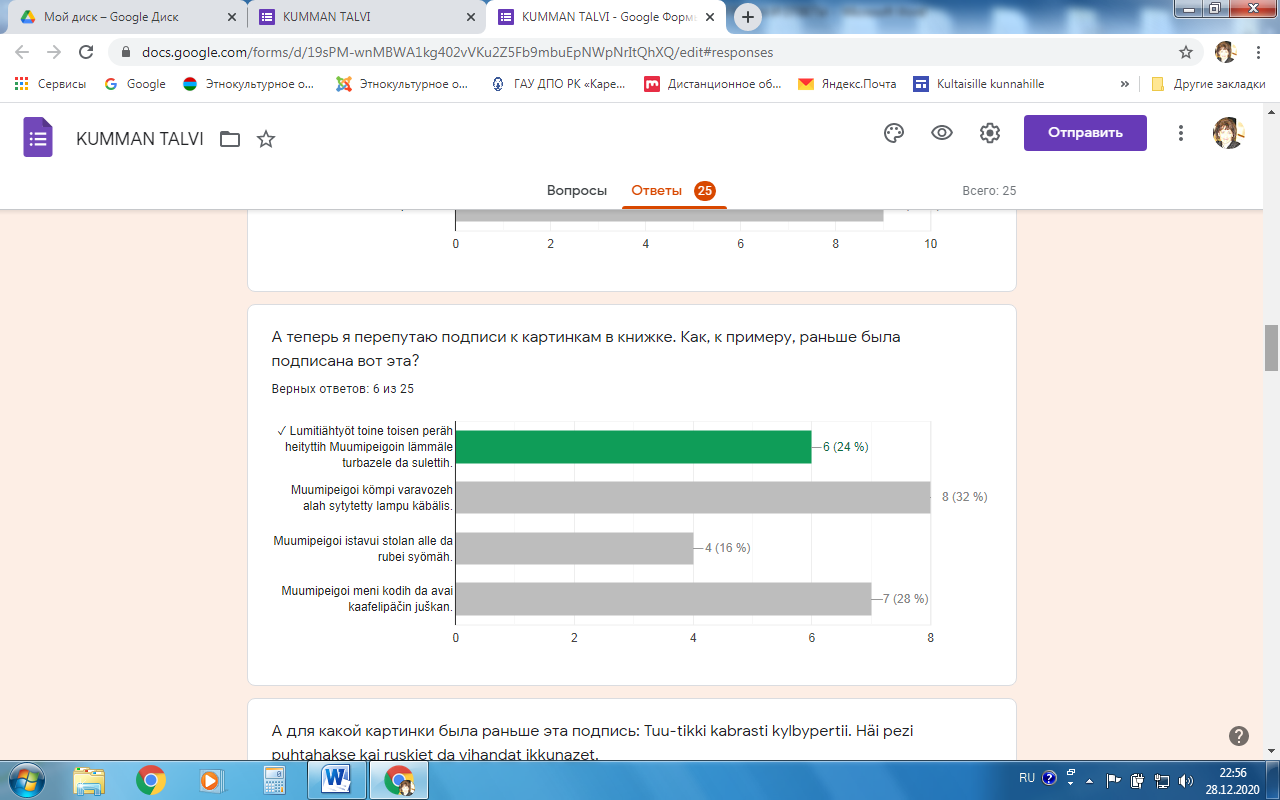 Мой диск – Google Диск
KUMMAN TALVI
KUMMAN TALVI - Google Форм
docs.google.com/forms/d/19sPM-wnMBWA1kg402vVKu2Z5Fb9mbuEpNWpNrItQhXQ/edit#responses
Сервисы
Google
Этнокультурное о...
Этнокультурное о...
ГАУ ДПО РК «Каре...
Дистанционное об...
Яндекс.Почта
Kultaisille kunnahille
»
Другие закладки
KUMMAN TALVI
Отправить
Вопросы
Ответы 25
Всего: 25
0 2 4 6 8 10
А теперь я перепутаю подписи к картинкам в книжке. Как, к примеру, раньше была
подписана вот эта?
Верных ответов: 6 из 25
✓ Lumitiähtyöt toine toisen peräh
heityttih Muumipeigoin lämmäle
turbazele da sulettih.
6 (24 %)
Muumipeigoi kömpi varavozeh
alah sytytetty lampu käbälis.
8 (32 %)
Muumipeigoi istavui stolan alle da
rubei syömäh.
4 (16 %)
Muumipeigoi meni kodih da avai
kaafelipäčin juškan.
7 (28 %)
0 2 4 6 8
А для какой картинки была раньше эта подпись: Tuu-tikki kabrasti kylbypertii. Häi pezi
puhtahakse kai ruskiet da vihandat ikkunazet.
RU
22:56
28.12.2020